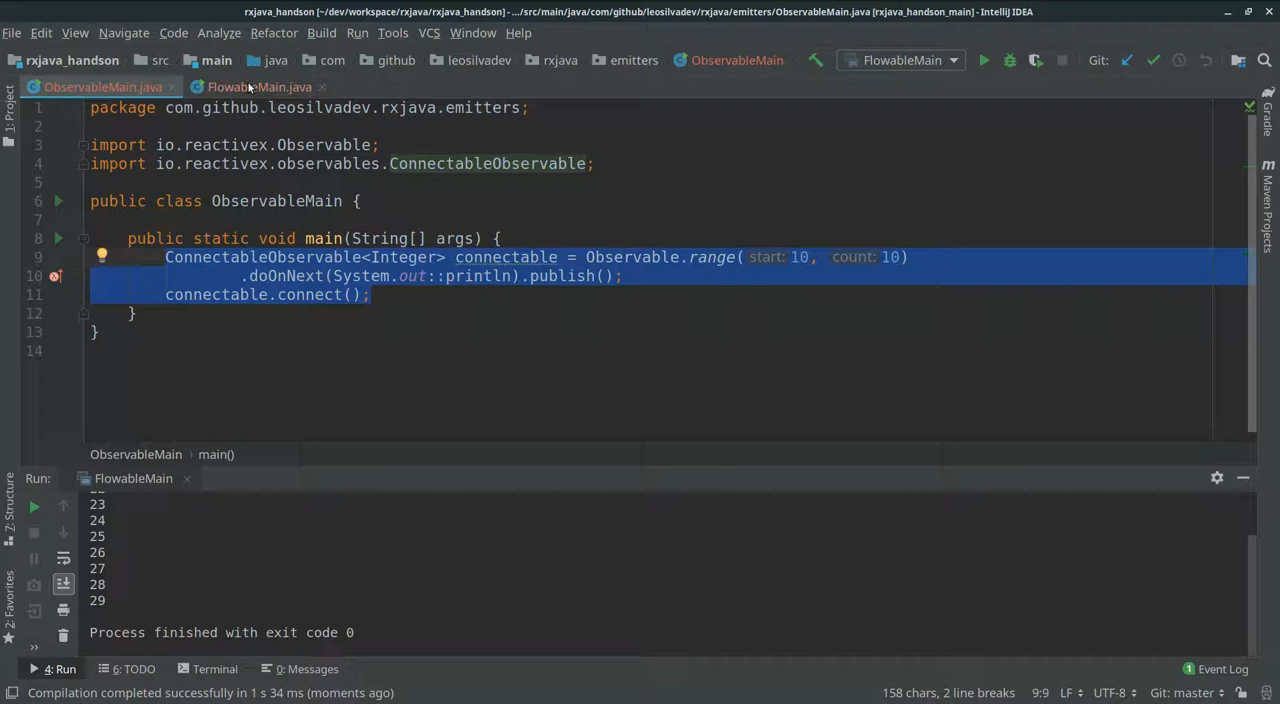 rxjava_handson [~/dev/workspace/rxjava/rxjava_handson] - .../src/main/java/com/github/leosilvadev/rxjava/emitters/ObservableMain.java [rxjava_handson_main] - IntelliJ IDEA
File Edit View Navigate Code Analyze Refactor Build Run Tools VCS Window Help
rxjava_handson src main java com github leosilvadev rxjava emitters ObservableMain FlowableMain Git:
ObservableMain.java FlowableMain.java
1 package com.github.leosilvadev.rxjava.emitters;
2
3 import io.reactivex.Observable;
4 import io.reactivex.observables.ConnectableObservable;
5
6 public class ObservableMain {
7
8 public static void main(String[] args) {
9 ConnectableObservable<Integer> connectable = Observable.range( start: 10, count: 10)
10 .doOnNext(System.out::println).publish();
11 connectable.connect();
12 }
13 }
14
ObservableMain › main()
Run: FlowableMain
23
24
25
26
27
28
29
Process finished with exit code 0
1: Project
7: Structure
2: Favorites
Gradle
m Maven Projects
4: Run 6: TODO Terminal 0: Messages 1 Event Log
Compilation completed successfully in 1 s 34 ms (moments ago) 158 chars, 2 line breaks 9:9 LF UTF-8 Git: master